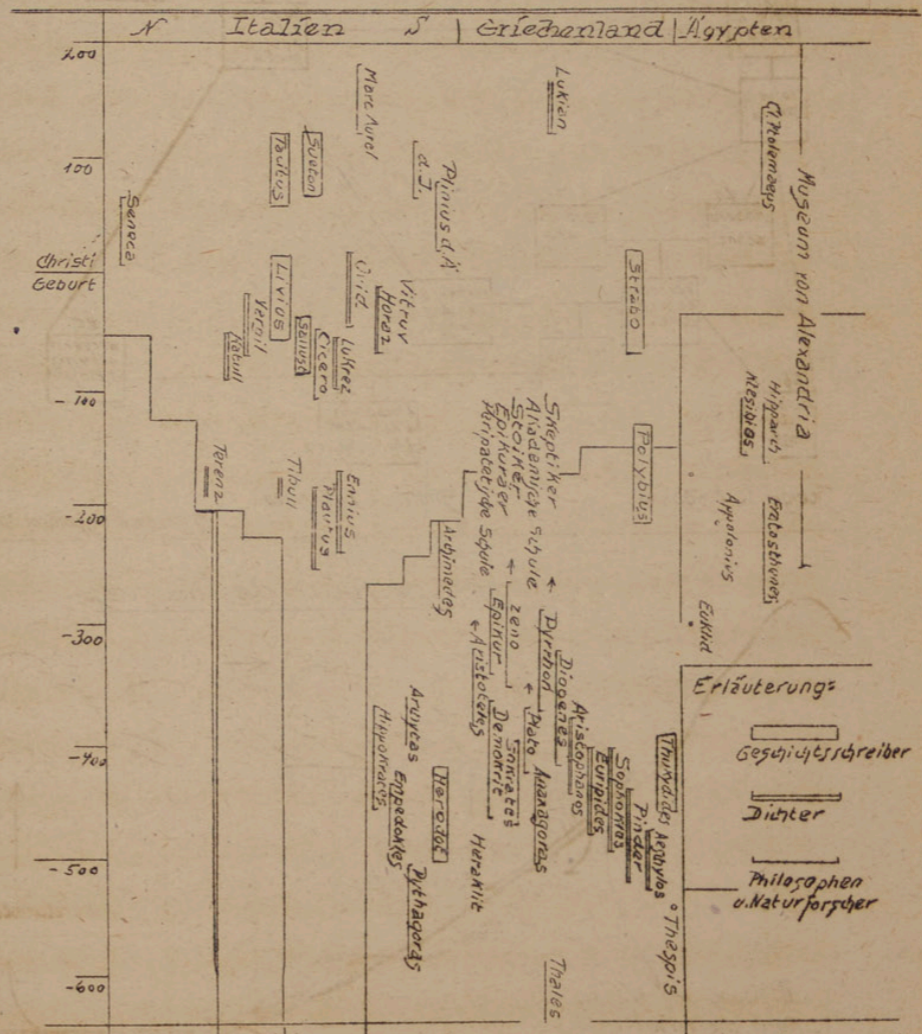 N Italien S Griechenland Ägypten
200
100
Christi
Geburt
-100
-200
-300
-400
-500
-600
Seneca
Tacitus
Sueton
Marc Aurel
Plinius d. Ä
d. J.
Lukian
Cl. Ptolemaeus
Museum von Alexandria
Livius
Vergil
Katull
Sallust
Cicero
Lukrez
Ovid
Horaz
Vitruv
Strabo
Polybius
Hipparch
Ktesibios
Eratosthenes
Appolonius
Euklid
Terenz
Tibull
Plautus
Ennius
Archimedes
Skeptiker
Akademische Schule
Stoiker
Epikuräer
Peripatetische Schule
Zeno
Epikur
Aristoteles
Pyrrhon
Diogenes
Plato
Demokrit
Sokrates
Anaxagoras
Aristophanes
Euripides
Sophokles
Pindar
Thukydides
Aeschylos
Thespis
Herodot
Hippokrates
Empedokles
Pythagoras
Heraklit
Thales
Erläuterung:
Geschichtsschreiber
Dichter
Philosophen
u. Naturforscher